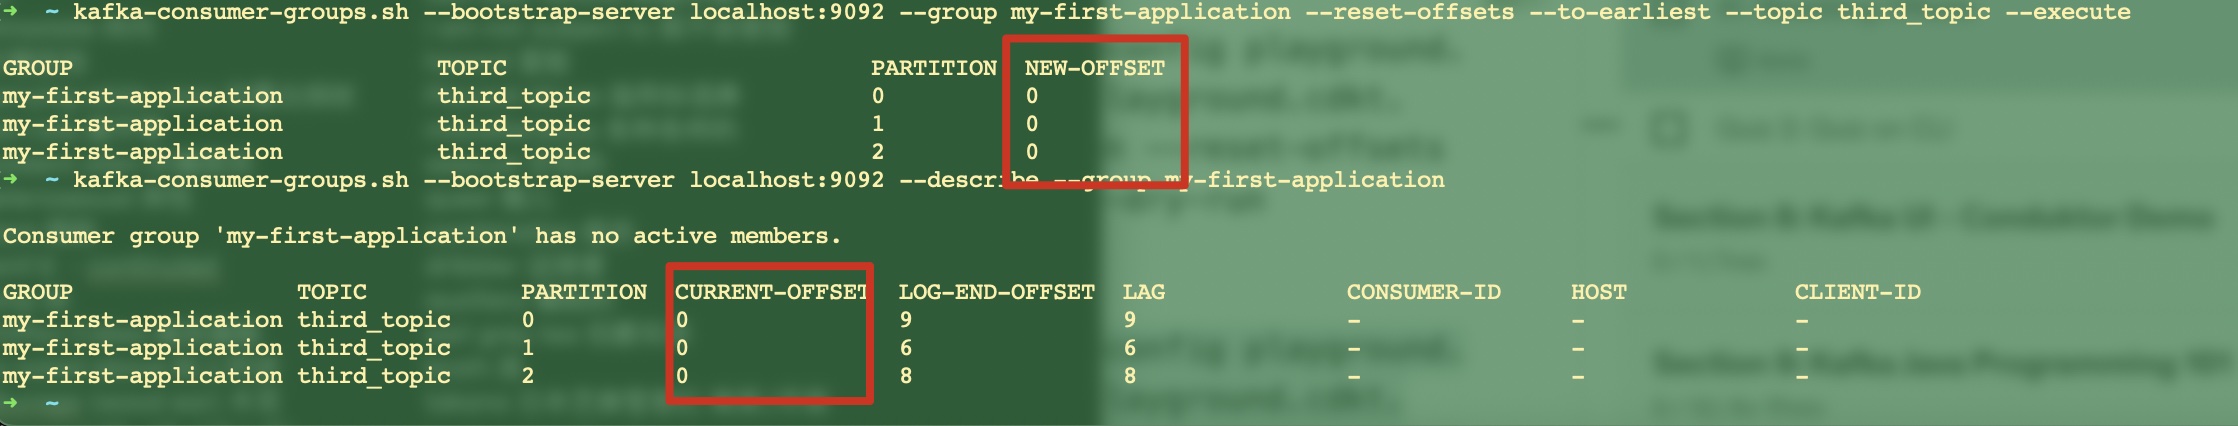 ➜  ~ kafka-consumer-groups.sh --bootstrap-server localhost:9092 --group my-first-application --reset-offsets --to-earliest --topic third_topic --execute
GROUP TOPIC PARTITION NEW-OFFSET
my-first-application third_topic 0 0
my-first-application third_topic 1 0
my-first-application third_topic 2 0
➜  ~ kafka-consumer-groups.sh --bootstrap-server localhost:9092 --describe --group my-first-application
Consumer group 'my-first-application' has no active members.
GROUP TOPIC PARTITION CURRENT-OFFSET LOG-END-OFFSET LAG CONSUMER-ID HOST CLIENT-ID
my-first-application third_topic 0 0 9 9 - - -
my-first-application third_topic 1 0 6 6 - - -
my-first-application third_topic 2 0 8 8 - - -
➜  ~